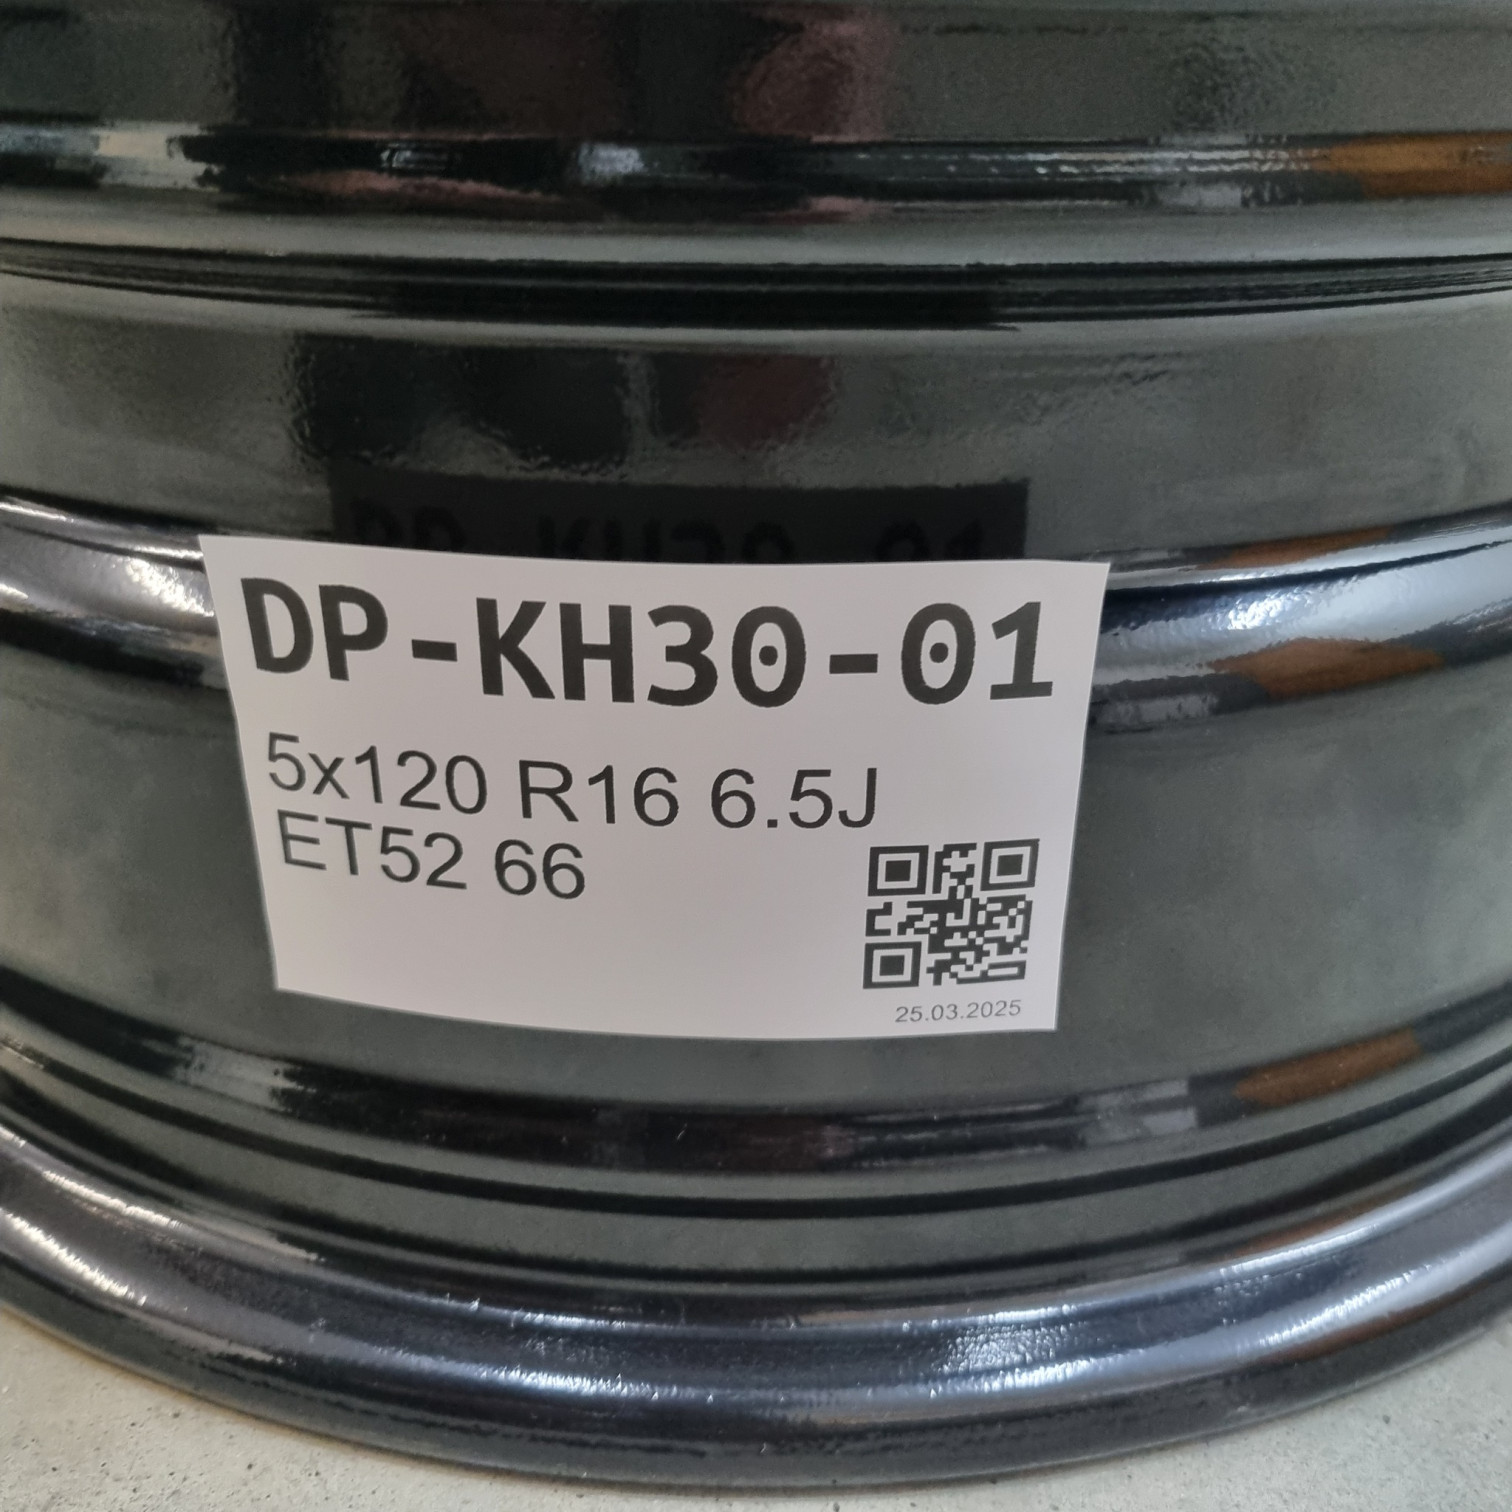 DP-KH30-01
5x120 R16 6.5J
ET52 66
25.03.2025